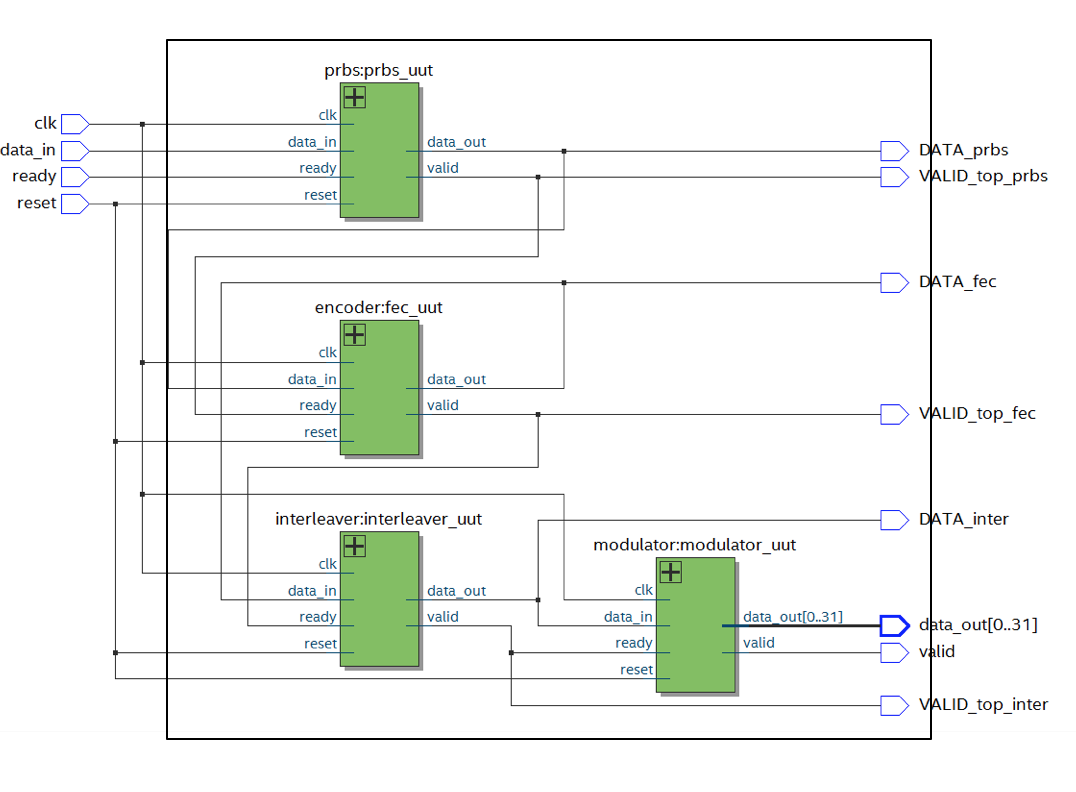 prbs:prbs_uut
clk
data_in
ready
reset
clk
data_in
ready
reset
data_out
valid
DATA_prbs
VALID_top_prbs
DATA_fec
encoder:fec_uut
clk
data_in
ready
reset
data_out
valid
VALID_top_fec
interleaver:interleaver_uut
clk
data_in
ready
reset
data_out
valid
DATA_inter
modulator:modulator_uut
clk
data_in
ready
reset
data_out[0..31]
valid
data_out[0..31]
valid
VALID_top_inter